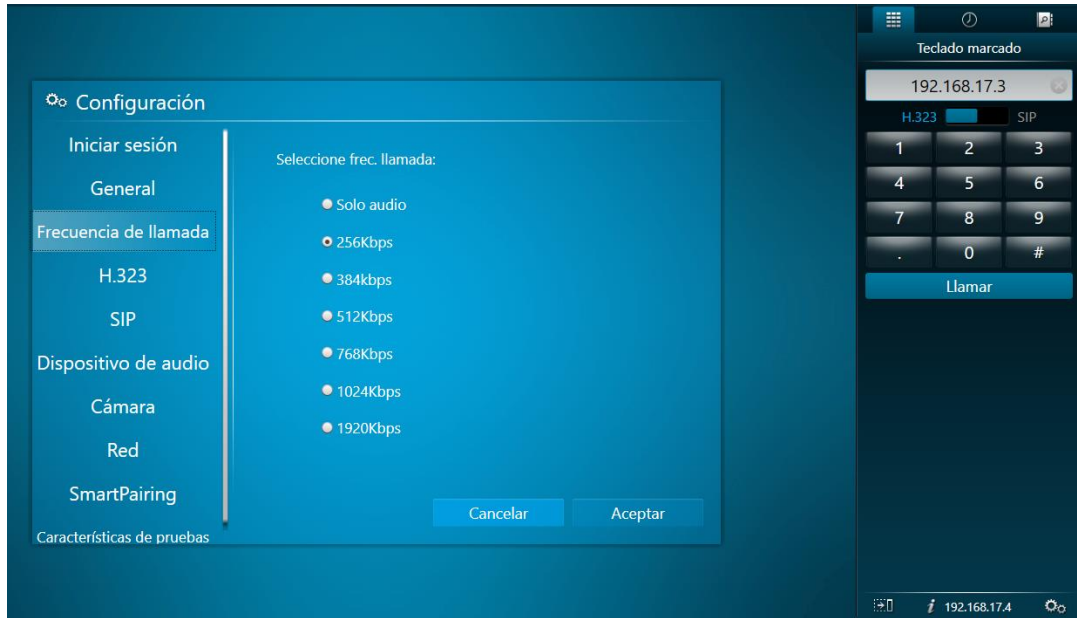 Configuración
Iniciar sesión
General
Frecuencia de llamada
H.323
SIP
Dispositivo de audio
Cámara
Red
SmartPairing
Características de pruebas
Seleccione frec. llamada:
Solo audio
256Kbps
384kbps
512Kbps
768Kbps
1024Kbps
1920Kbps
Cancelar
Aceptar
Teclado marcado
192.168.17.3
H.323 SIP
1 2 3
4 5 6
7 8 9
. 0 #
Llamar
i 192.168.17.4